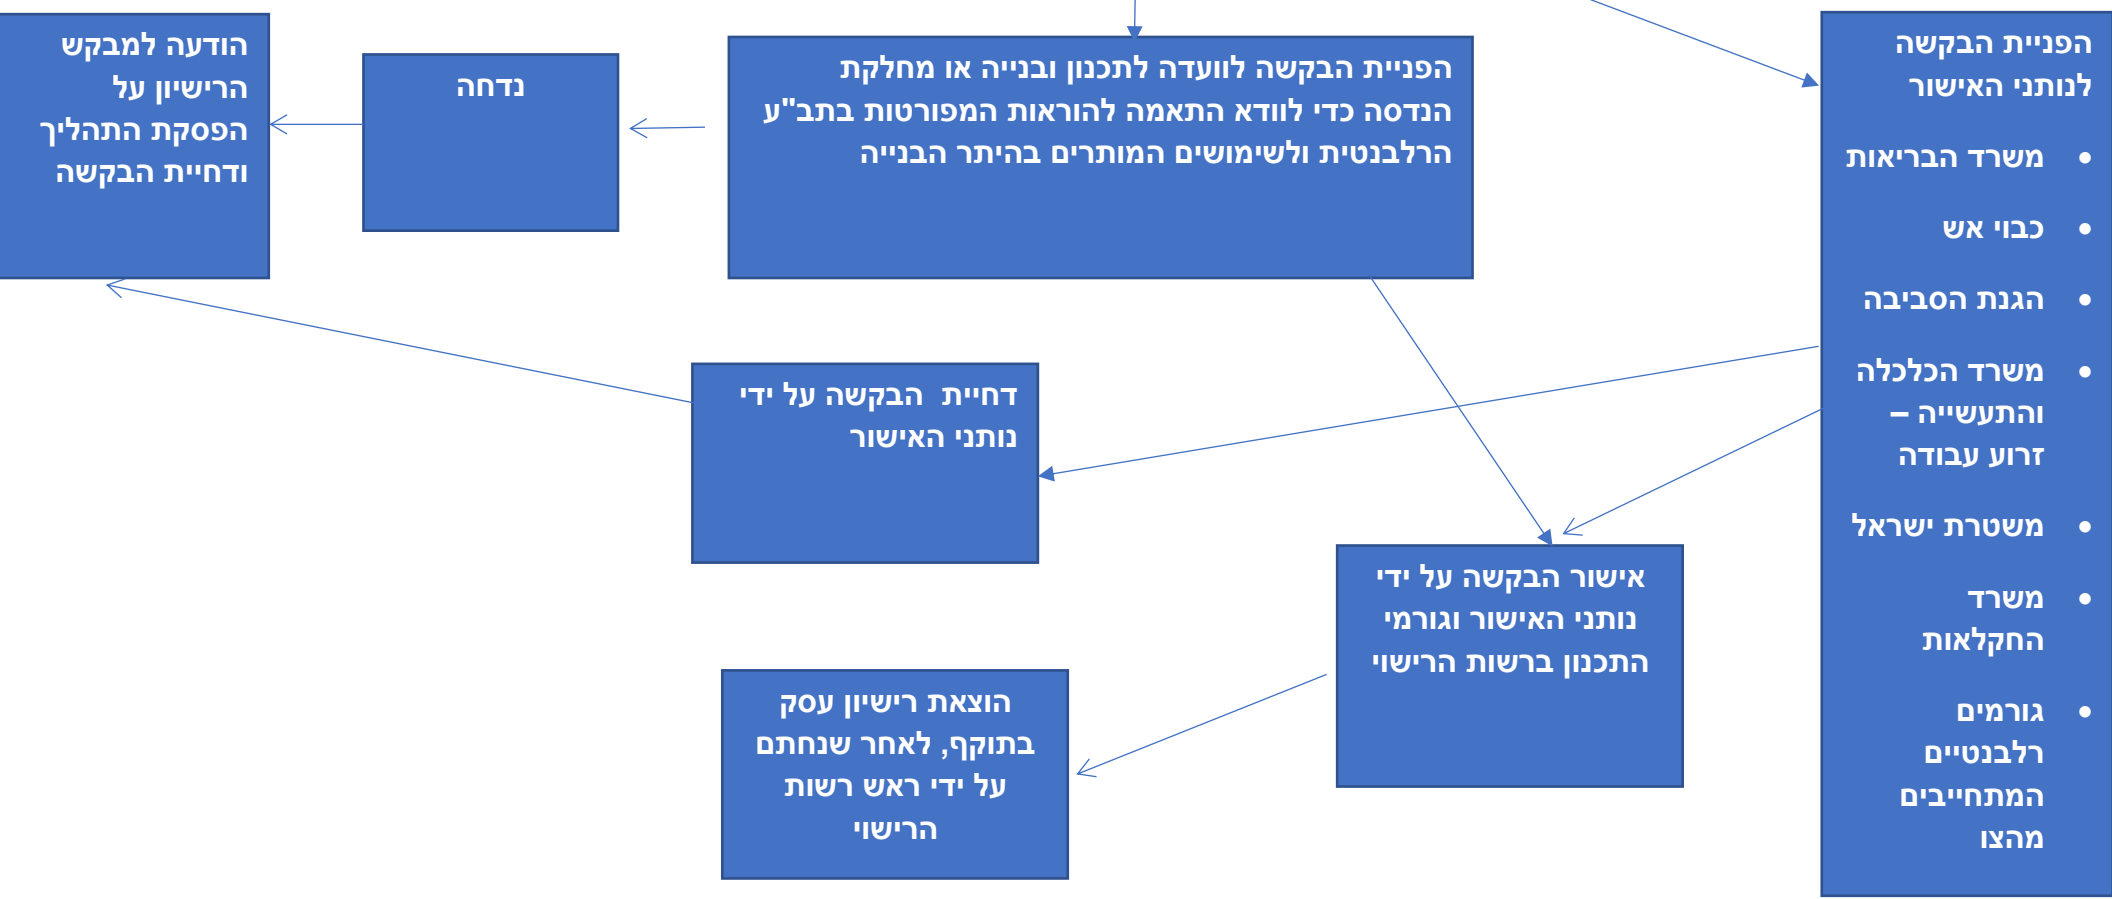 הפניית הבקשה
לנותני האישור
• משרד הבריאות
• כבוי אש
• הגנת הסביבה
• משרד הכלכלה
והתעשייה –
זרוע עבודה
• משטרת ישראל
• משרד
החקלאות
• גורמים
רלבנטיים
המתחייבים
מהצו
הפניית הבקשה לוועדה לתכנון ובנייה או מחלקת
הנדסה כדי לוודא התאמה להוראות המפורטות בתב"ע
הרלבנטית ולשימושים המותרים בהיתר הבנייה
נדחה
הודעה למבקש
הרישיון על
הפסקת התהליך
ודחיית הבקשה
דחיית  הבקשה על ידי
נותני האישור
אישור הבקשה על ידי
נותני האישור וגורמי
התכנון ברשות הרישוי
הוצאת רישיון עסק
בתוקף, לאחר שנחתם
על ידי ראש רשות
הרישוי